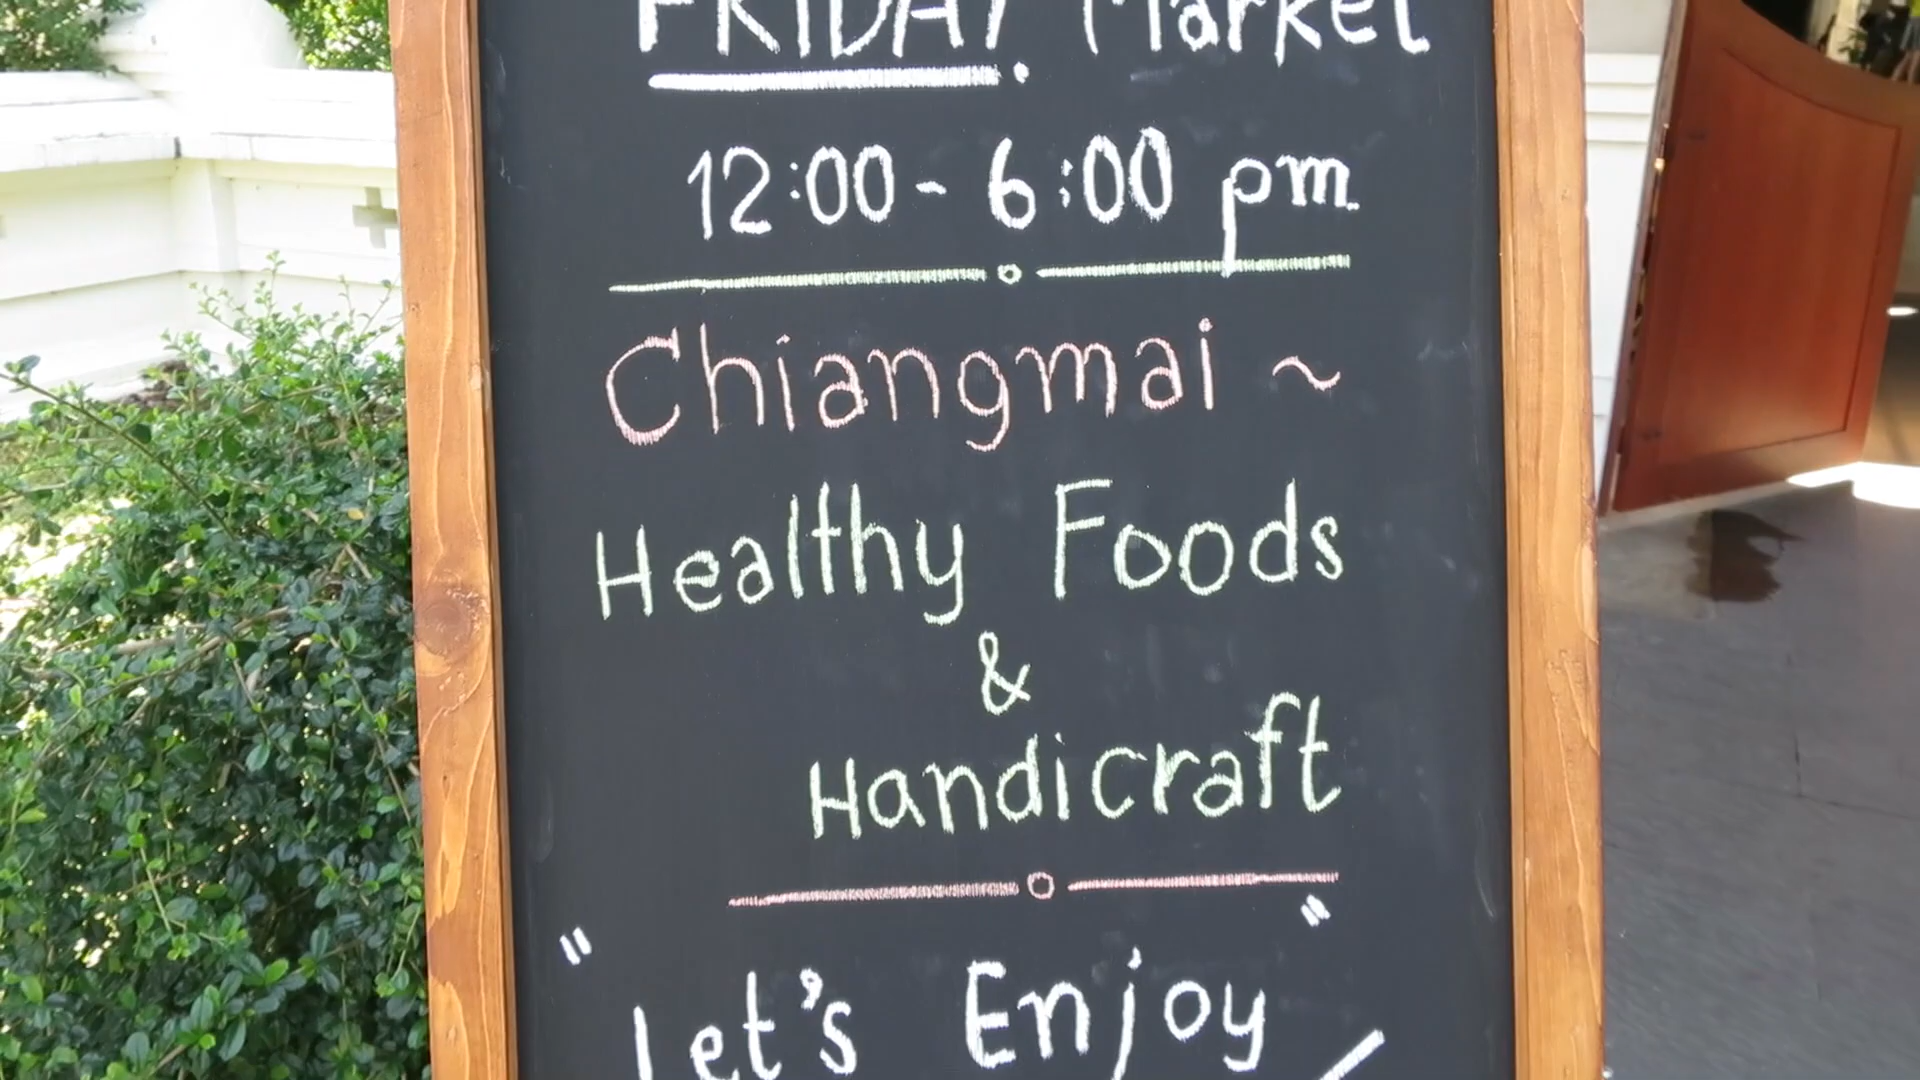 FRIDAY. Market
12:00 - 6:00 pm
Chiangmai ~
Healthy Foods
&
Handicraft
"Let's Enjoy"